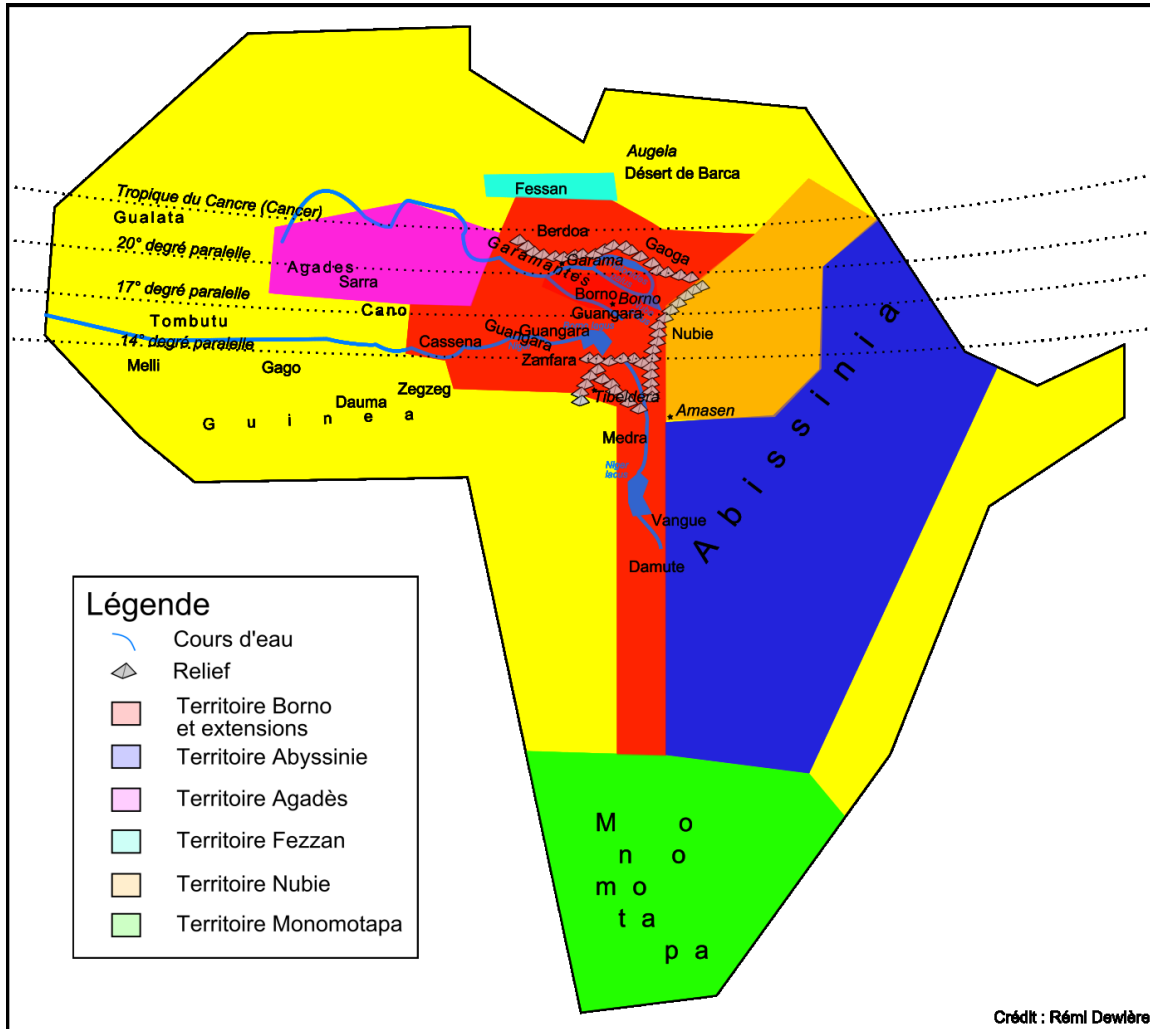 Augela
Désert de Barca
Fessan
Tropique du Cancre (Cancer)
Gualata
Berdoa
20° degré paralelle
Garamantes
Garama
Gaoga
Agades
Sarra
17° degré paralelle
Borno
Borno
Cano
Guangara
Tombutu
Guangara
Guangara
Nubie
14° degré paralelle
Cassena
Zamfara
Melli
Gago
Zegzeg
Tibeldera
Dauma
Guinea
Amasen
Medra
Abissinia
Vangue
Damute
Légende
Cours d'eau
Relief
Territoire Borno
et extensions
Territoire Abyssinie
Territoire Agadès
Territoire Fezzan
Territoire Nubie
Territoire Monomotapa
M o
n o
m o
t a
p a
Crédit : Rémi Dewière